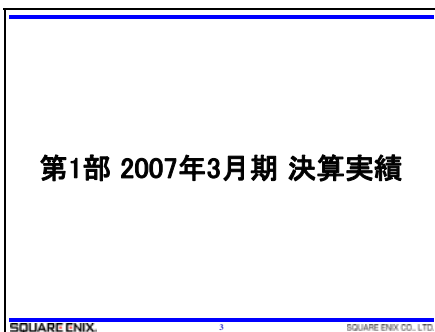 第1部 2007年3月期 決算実績
SQUARE ENIX.
3
SQUARE ENIX CO., LTD.